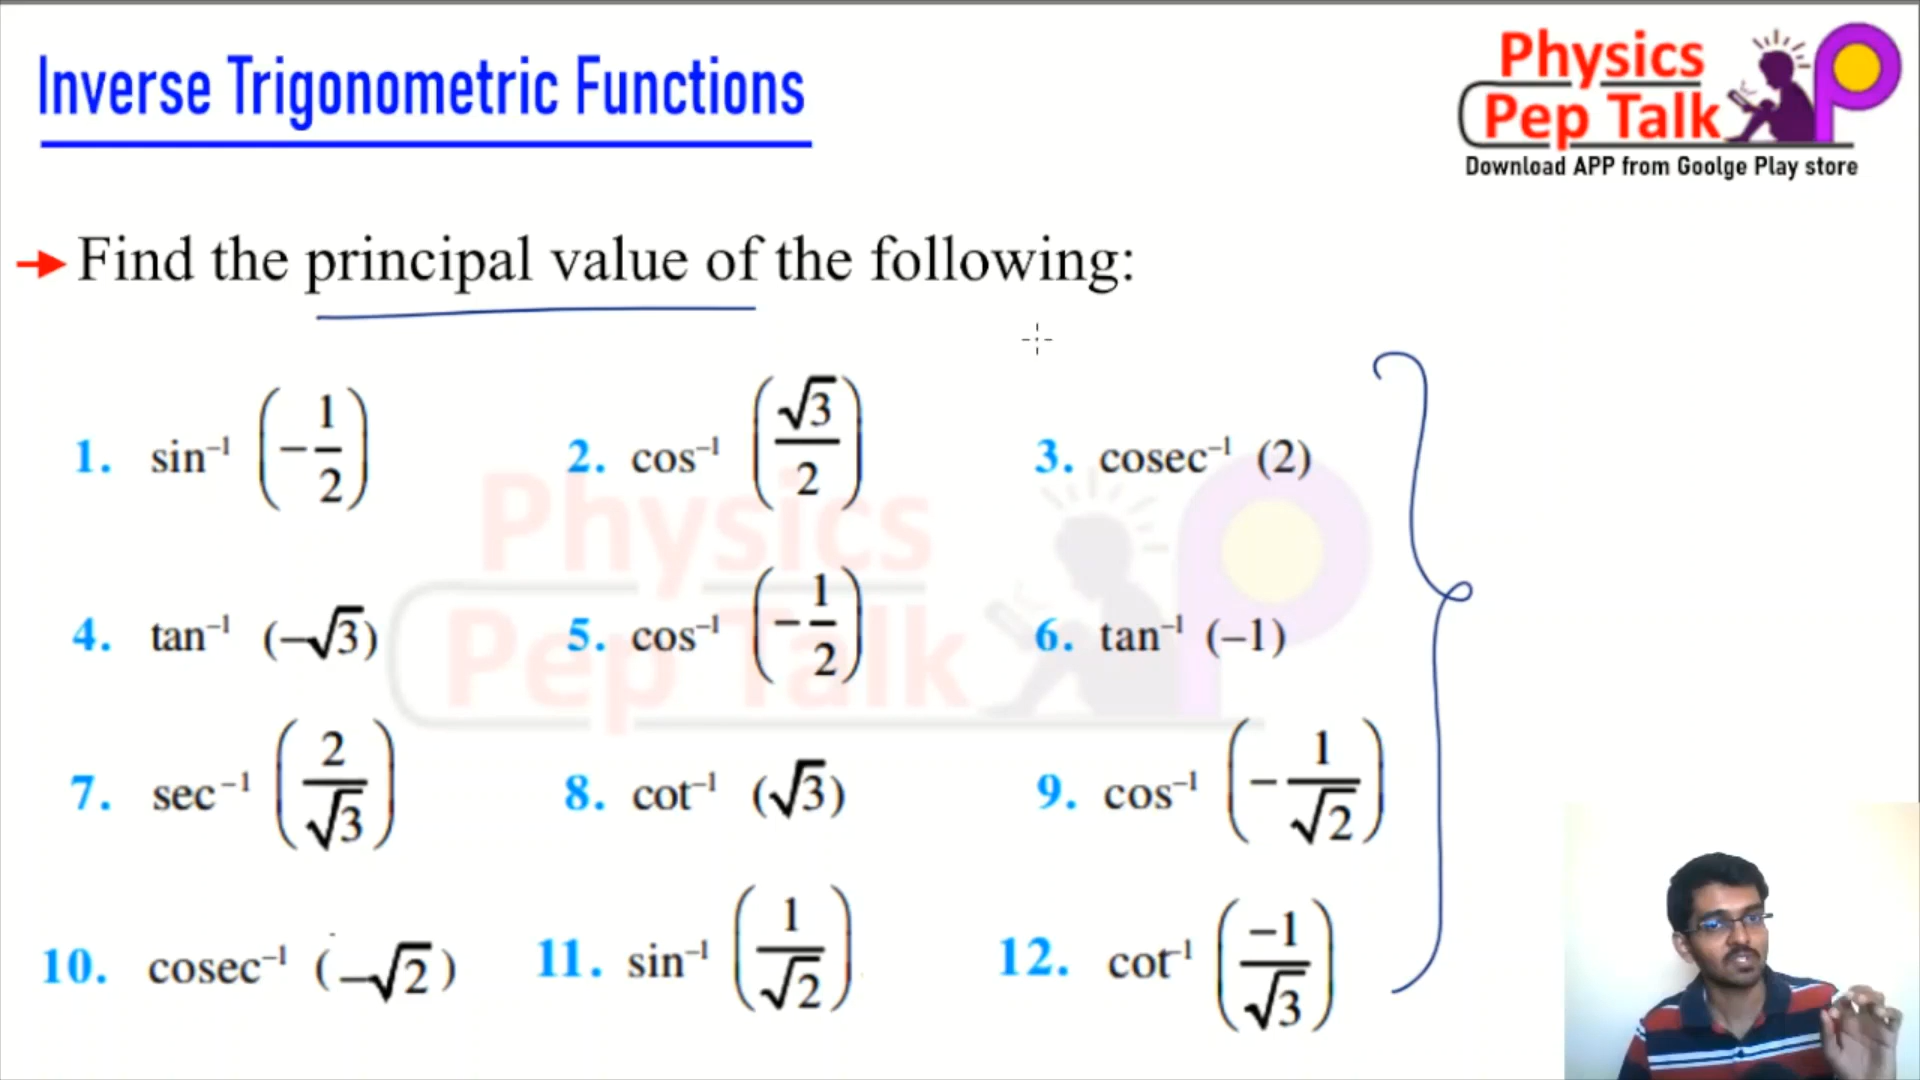 Inverse Trigonometric Functions
Physics
Pep Talk
Download APP from Goolge Play store
Find the principal value of the following:
1. sin⁻¹ (−1/2) 2. cos⁻¹ (√3/2) 3. cosec⁻¹ (2)
4. tan⁻¹ (−√3) 5. cos⁻¹ (−1/2) 6. tan⁻¹ (−1)
7. sec⁻¹ (2/√3) 8. cot⁻¹ (√3) 9. cos⁻¹ (−1/√2)
10. cosec⁻¹ (−√2) 11. sin⁻¹ (1/√2) 12. cot⁻¹ (−1/√3)
Physics
Pep Talk